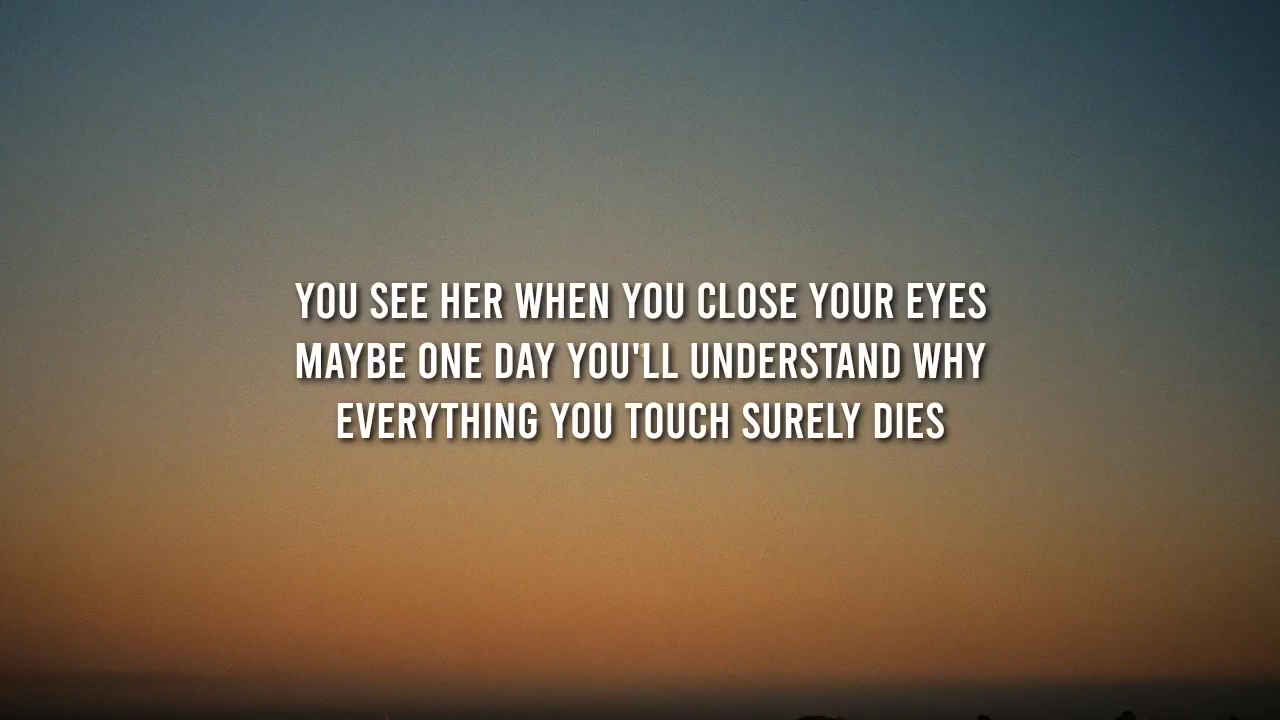 YOU SEE HER WHEN YOU CLOSE YOUR EYES
MAYBE ONE DAY YOU'LL UNDERSTAND WHY
EVERYTHING YOU TOUCH SURELY DIES